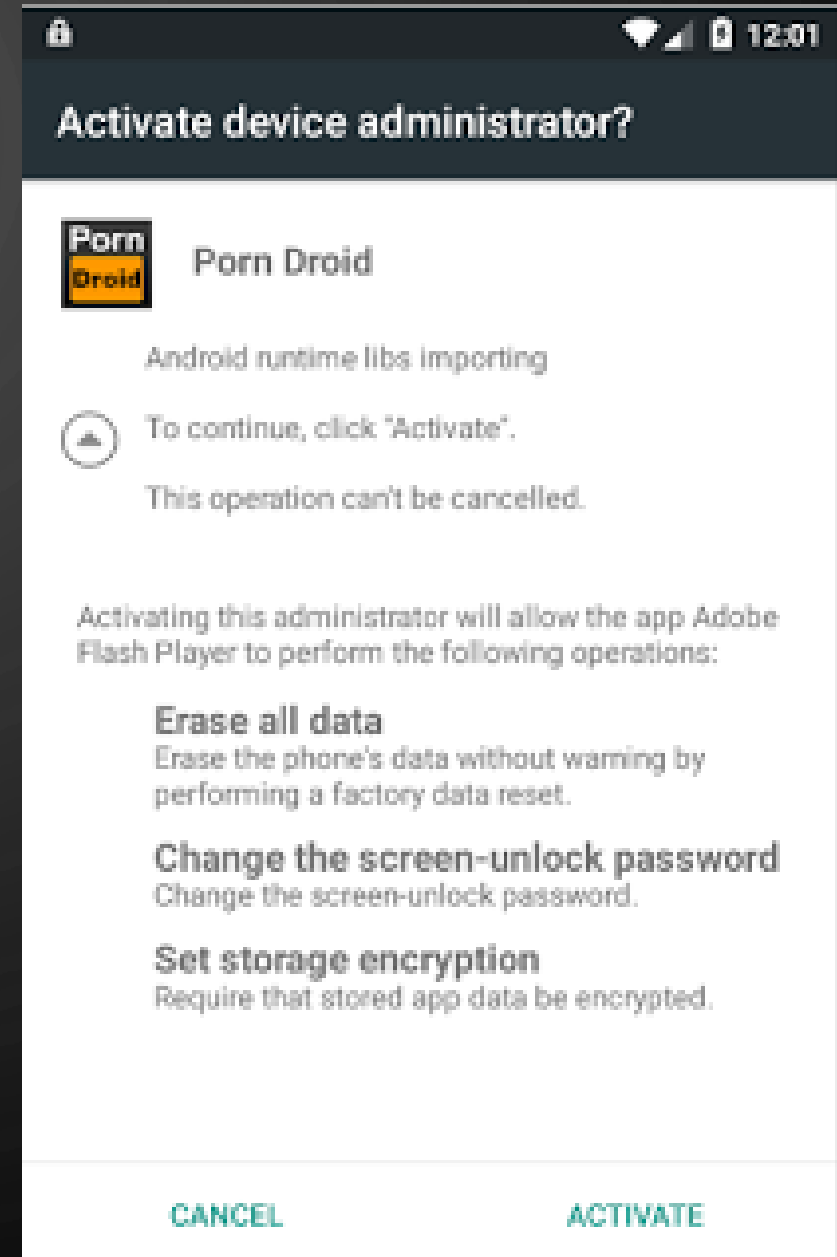 12:01
Activate device administrator?
Porn
Droid
Porn Droid
Android runtime libs importing
To continue, click "Activate".
This operation can't be cancelled.
Activating this administrator will allow the app Adobe
Flash Player to perform the following operations:
Erase all data
Erase the phone's data without warning by
performing a factory data reset.
Change the screen-unlock password
Change the screen-unlock password.
Set storage encryption
Require that stored app data be encrypted.
CANCEL
ACTIVATE